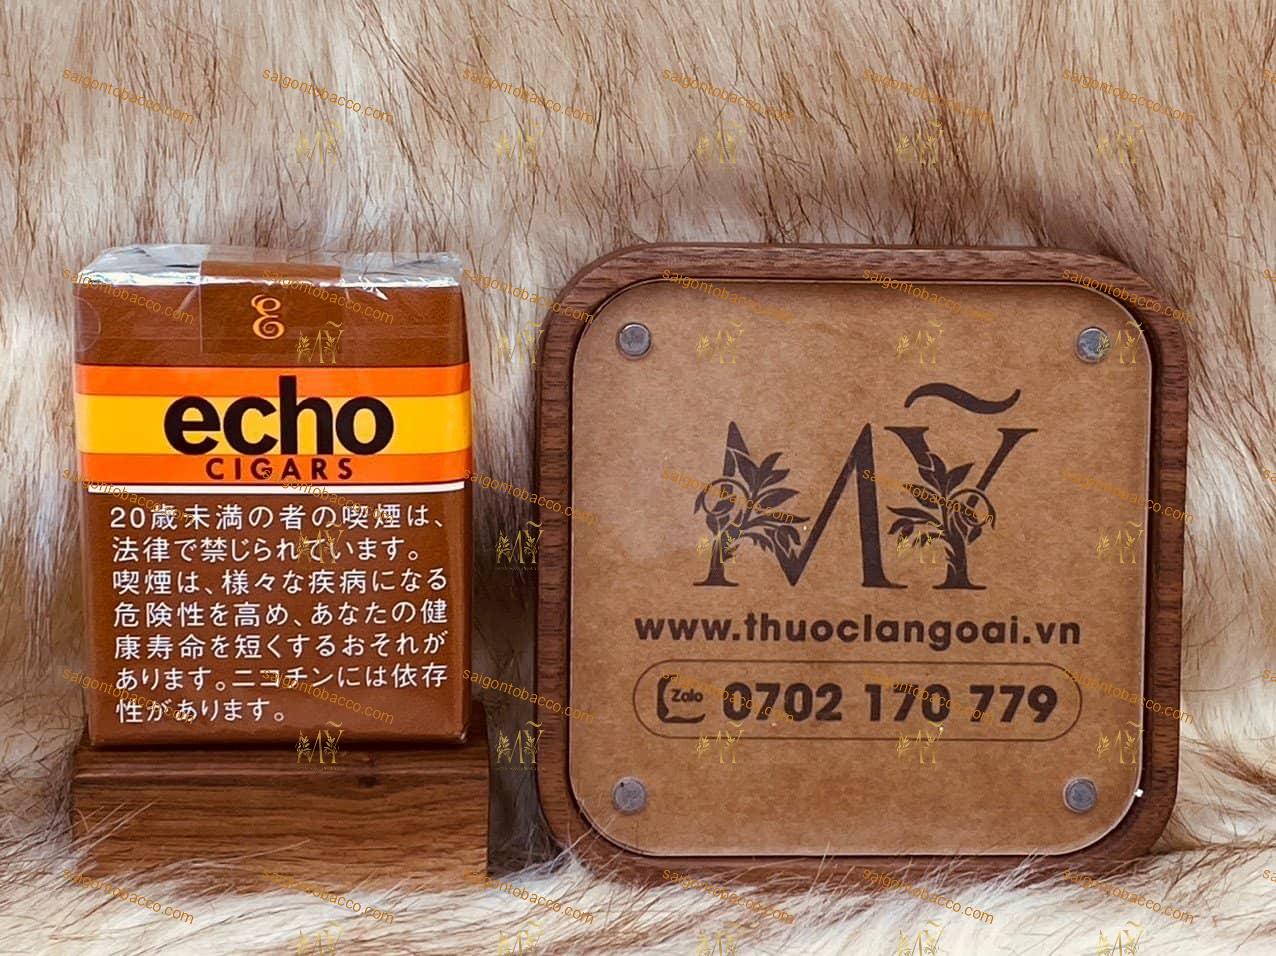 E
echo
CIGARS
20歳未満の者の喫煙は、
法律で禁じられています。
喫煙は、様々な疾病になる
危険性を高め、あなたの健
康寿命を短くするおそれが
あります。ニコチンには依存
性があります。
MỸ
www.thuoclangoai.vn
Zalo 0702 170 779
saigontobacco.com